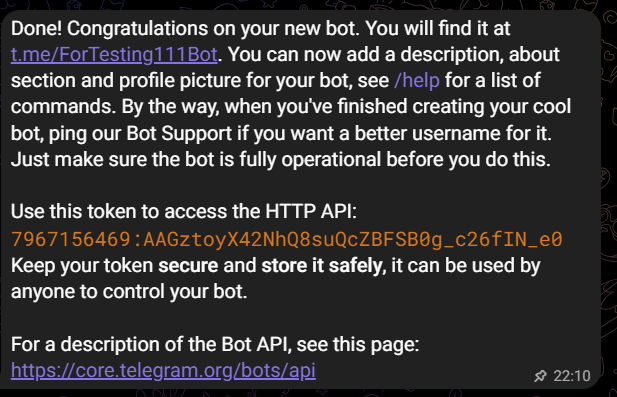 Done! Congratulations on your new bot. You will find it at
t.me/ForTesting111Bot. You can now add a description, about
section and profile picture for your bot, see /help for a list of
commands. By the way, when you've finished creating your cool
bot, ping our Bot Support if you want a better username for it.
Just make sure the bot is fully operational before you do this.

Use this token to access the HTTP API:
7967156469:AAGztoyX42NhQ8suQcZBFSB0g_c26fIN_e0
Keep your token secure and store it safely, it can be used by
anyone to control your bot.

For a description of the Bot API, see this page:
https://core.telegram.org/bots/api
22:10